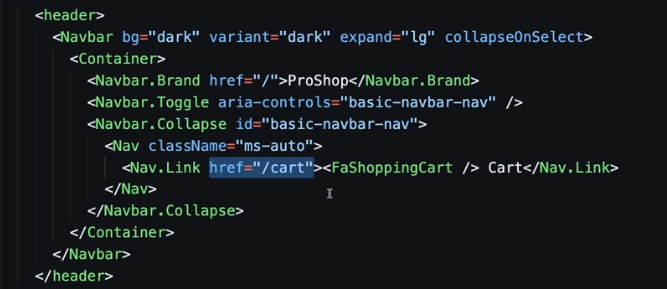 <header>
<Navbar bg="dark" variant="dark" expand="lg" collapseOnSelect>
<Container>
<Navbar.Brand href="/">ProShop</Navbar.Brand>
<Navbar.Toggle aria-controls="basic-navbar-nav" />
<Navbar.Collapse id="basic-navbar-nav">
<Nav className="ms-auto">
<Nav.Link href="/cart"><FaShoppingCart /> Cart</Nav.Link>
</Nav>
</Navbar.Collapse>
</Container>
</Navbar>
</header>